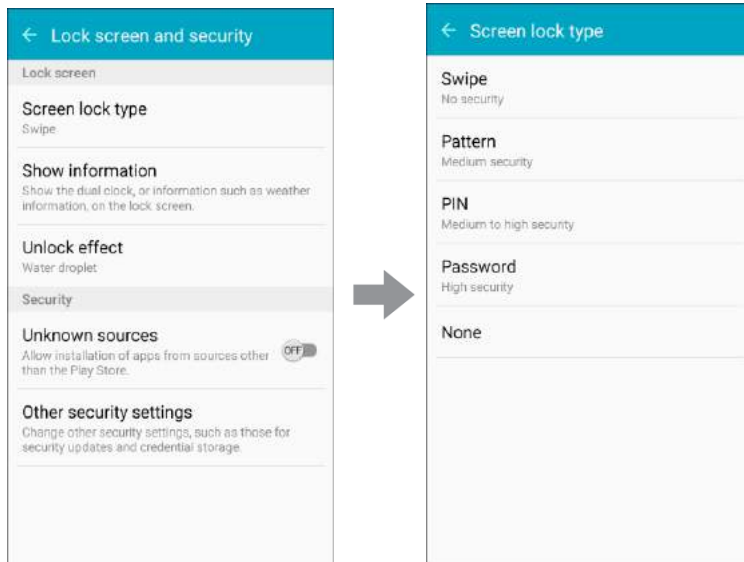 Lock screen and security
Lock screen
Screen lock type
Swipe
Show information
Show the dual clock, or information such as weather
information, on the lock screen.
Unlock effect
Water droplet
Security
Unknown sources
Allow installation of apps from sources other
than the Play Store.
OFF
Other security settings
Change other security settings, such as those for
security updates and credential storage.
Screen lock type
Swipe
No security
Pattern
Medium security
PIN
Medium to high security
Password
High security
None